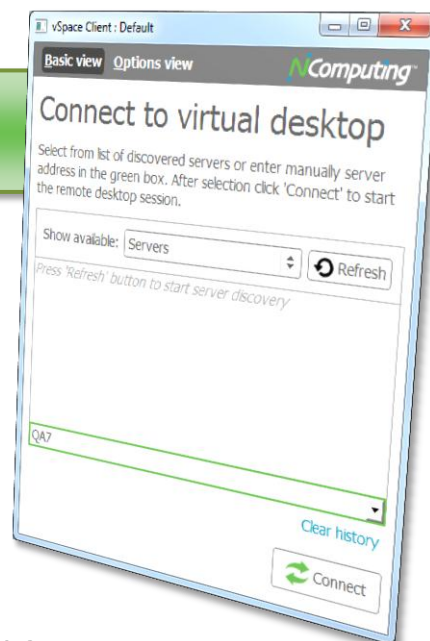 vSpace Client : Default
Basic view Options view
NComputing™
Connect to virtual desktop
Select from list of discovered servers or enter manually server
address in the green box. After selection click 'Connect' to start
the remote desktop session.
Show available: Servers
Refresh
Press 'Refresh' button to start server discovery
QA7
Clear history
Connect